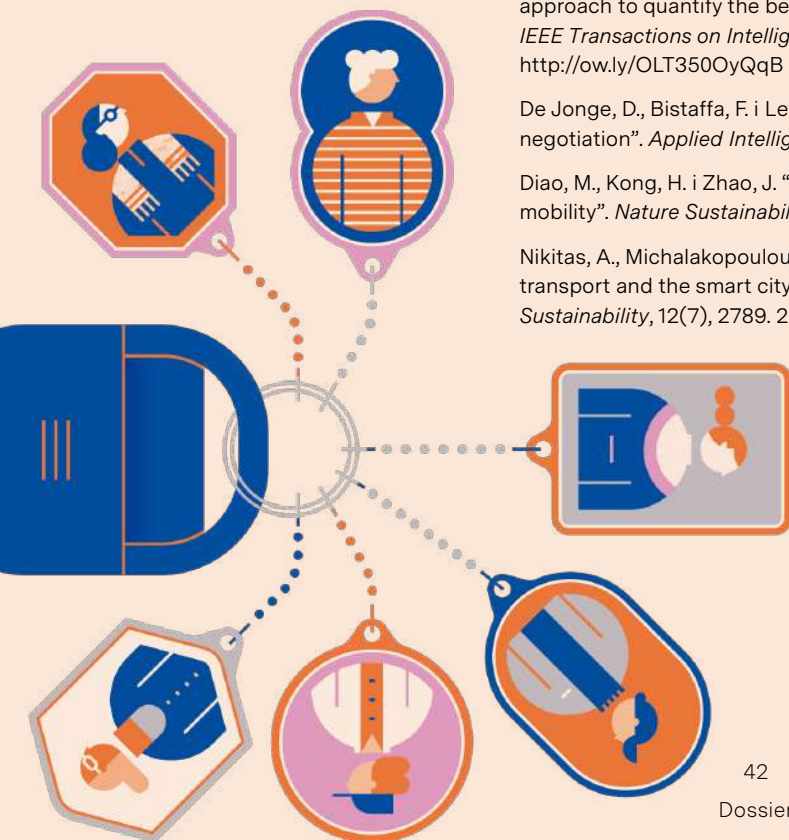 approach to quantify the be
IEEE Transactions on Intellig
http://ow.ly/OLT350OyQqB
De Jonge, D., Bistaffa, F. i Le
negotiation”. Applied Intellig
Diao, M., Kong, H. i Zhao, J. “
mobility”. Nature Sustainabil
Nikitas, A., Michalakopoulou
transport and the smart city
Sustainability, 12(7), 2789. 2
42
Dossier